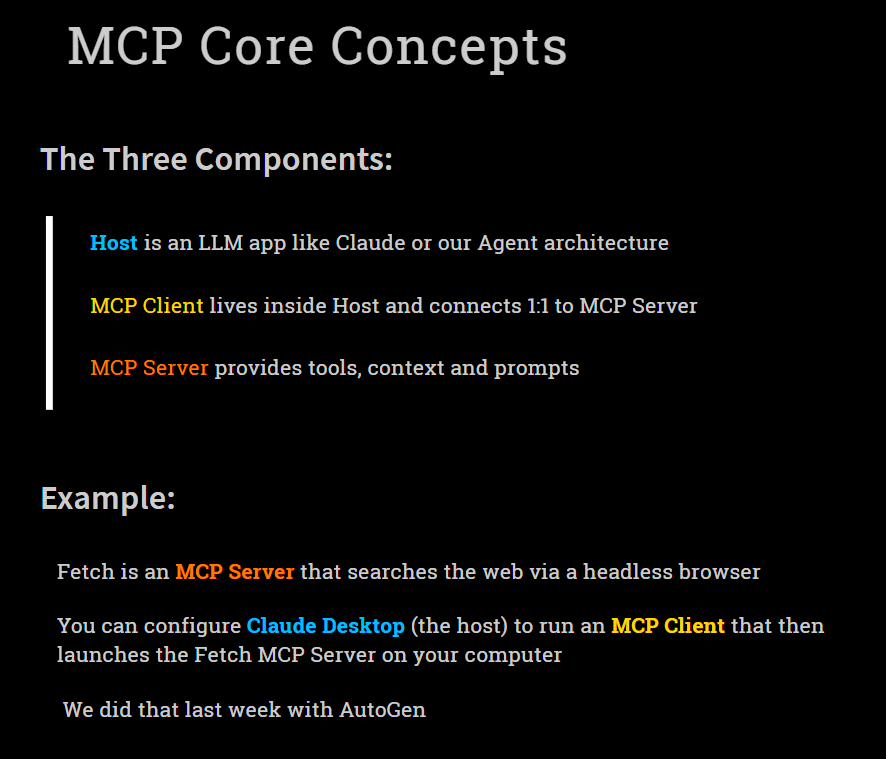 MCP Core Concepts
The Three Components:
Host is an LLM app like Claude or our Agent architecture
MCP Client lives inside Host and connects 1:1 to MCP Server
MCP Server provides tools, context and prompts
Example:
Fetch is an MCP Server that searches the web via a headless browser
You can configure Claude Desktop (the host) to run an MCP Client that then
launches the Fetch MCP Server on your computer
We did that last week with AutoGen